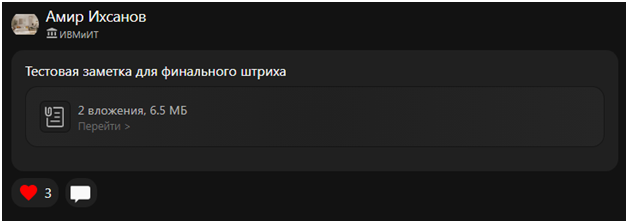 Амир Ихсанов
ИВМиИТ
Тестовая заметка для финального штриха
2 вложения, 6.5 МБ
Перейти >
3